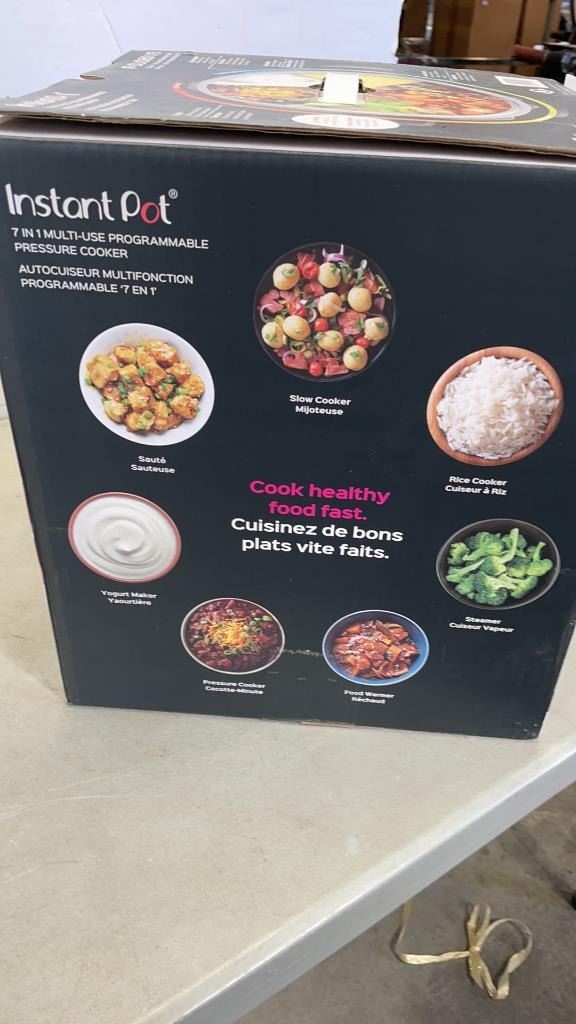 Instant Pot®
7 IN 1 MULTI-USE PROGRAMMABLE
PRESSURE COOKER
AUTOCUISEUR MULTIFONCTION
PROGRAMMABLE '7 EN 1'
Slow Cooker
Mijoteuse
Sauté
Sauteuse
Rice Cooker
Cuiseur à Riz
Cook healthy
food fast.
Cuisinez de bons
plats vite faits.
Yogurt Maker
Yaourtière
Steamer
Cuiseur Vapeur
Pressure Cooker
Cocotte-Minute
Food Warmer
Réchaud